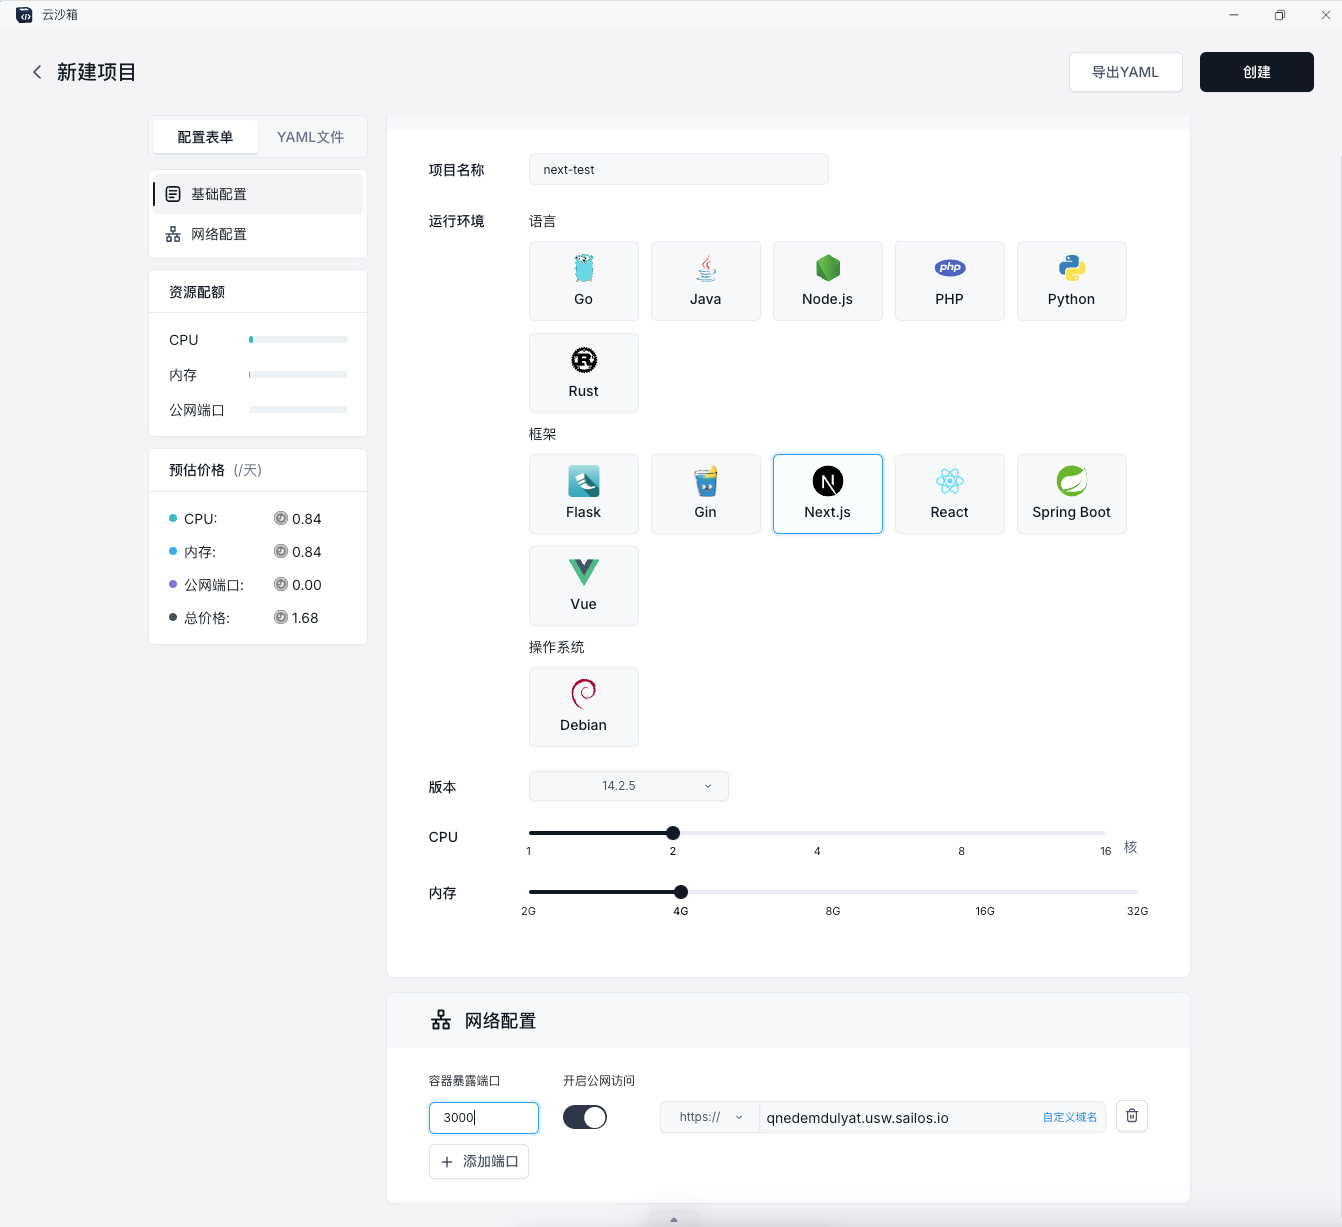 云沙箱
新建项目
导出YAML
创建
配置表单
YAML文件
基础配置
网络配置
资源配额
CPU
内存
公网端口
预估价格 (/天)
CPU: 0.84
内存: 0.84
公网端口: 0.00
总价格: 1.68
项目名称
next-test
运行环境
语言
Go
Java
Node.js
php
PHP
Python
Rust
框架
Flask
Gin
Next.js
React
Spring Boot
Vue
操作系统
Debian
版本
14.2.5
CPU
1 2 4 8 16 核
内存
2G 4G 8G 16G 32G
网络配置
容器暴露端口
开启公网访问
3000
https://
qnedemdulyat.usw.sailos.io
自定义域名
添加端口